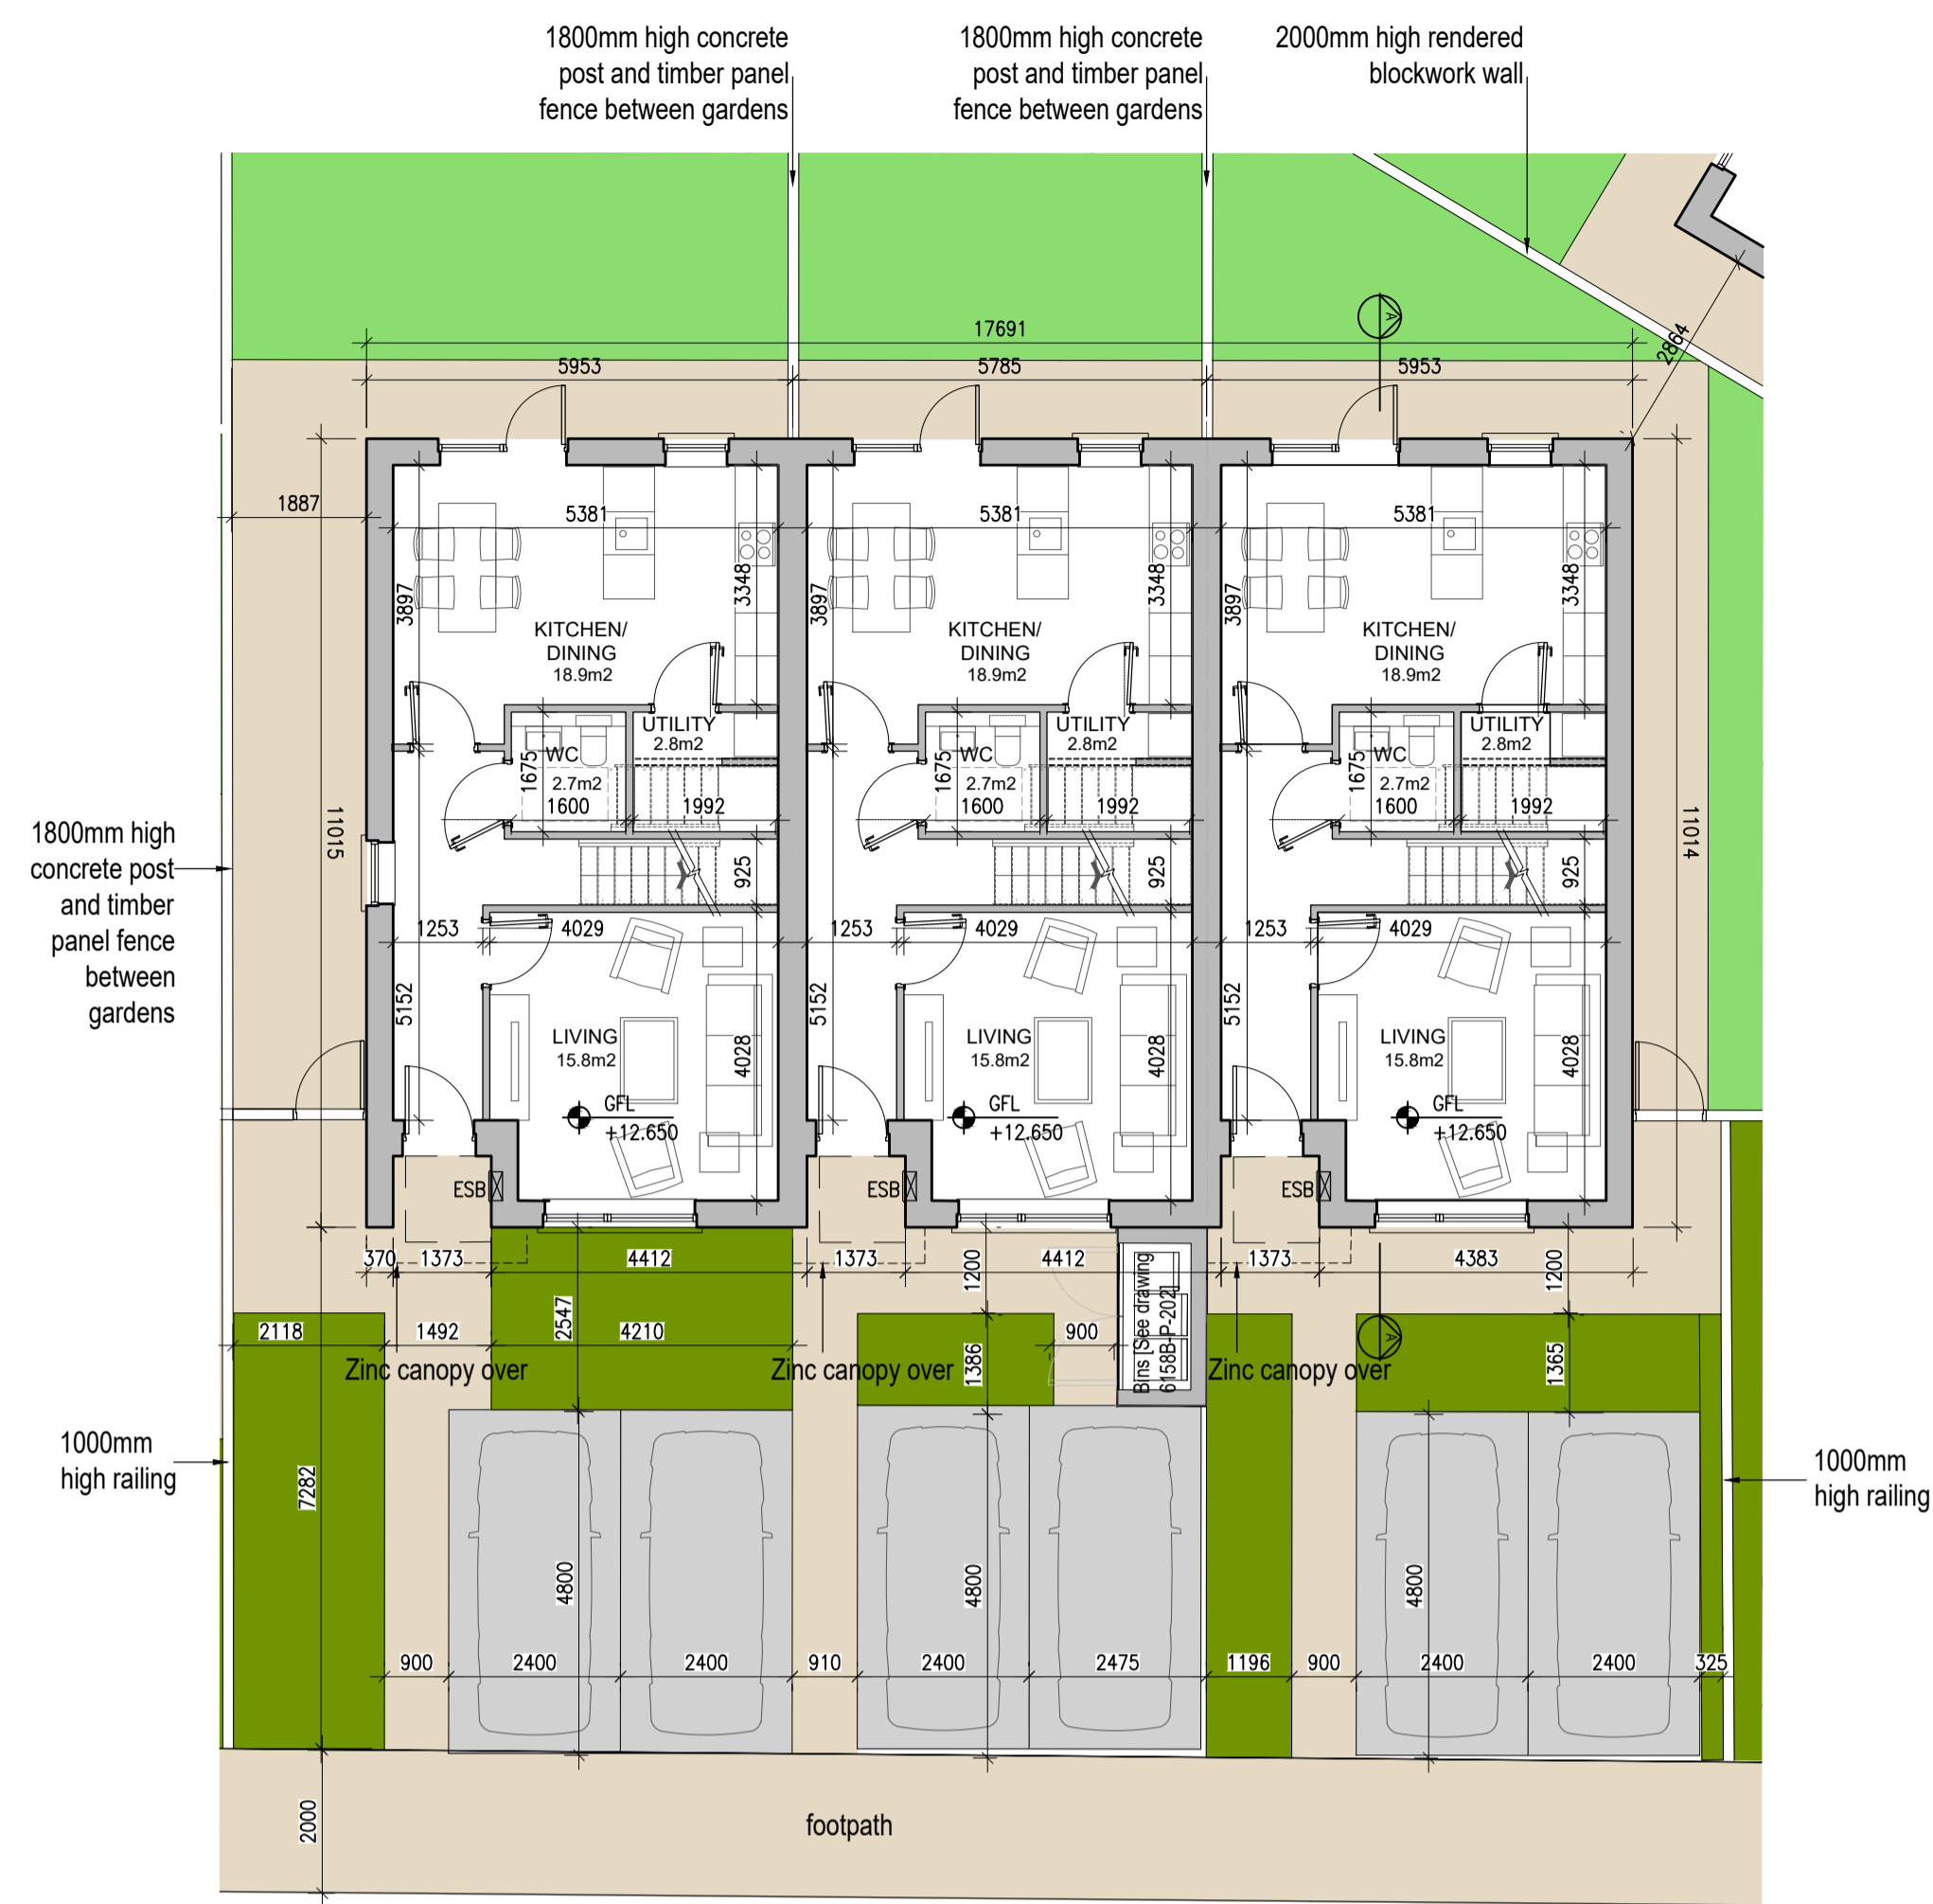 1800mm high concrete
post and timber panel
fence between gardens
1800mm high concrete
post and timber panel
fence between gardens
2000mm high rendered
blockwork wall
A
17691
2864
5953
5785
5953
1887
5381
5381
5381
3897
3348
3897
3348
3897
3348
KITCHEN/
DINING
18.9m2
KITCHEN/
DINING
18.9m2
KITCHEN/
DINING
18.9m2
UTILITY
2.8m2
UTILITY
2.8m2
UTILITY
2.8m2
WC
2.7m2
WC
2.7m2
WC
2.7m2
1675
1600
1992
1675
1600
1992
1675
1600
1992
11015
11014
1800mm high
concrete post
and timber
panel fence
between
gardens
925
925
925
1253
4029
1253
4029
1253
4029
5152
5152
5152
LIVING
15.8m2
LIVING
15.8m2
LIVING
15.8m2
4028
4028
4028
GFL
+12.650
GFL
+12.650
GFL
+12.650
ESB
ESB
ESB
370
1373
4412
1373
1200
4412
1373
4383
1200
Bins [See drawing
6158B-P-202]
2118
1492
2547
4210
1386
900
1365
A
Zinc canopy over
Zinc canopy over
Zinc canopy over
1000mm
high railing
1000mm
high railing
7282
4800
4800
4800
900
2400
2400
910
2400
2475
1196
900
2400
2400
325
2000
footpath